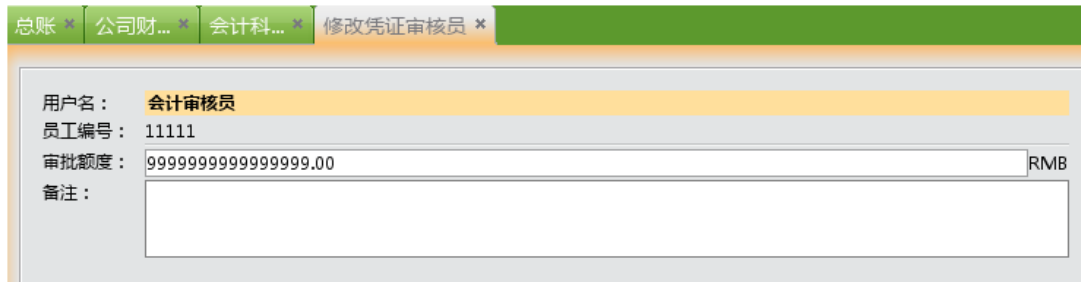 总账 × 公司财... × 会计科... × 修改凭证审核员 ×
用户名： 会计审核员
员工编号： 11111
审批额度： 9999999999999999.00 RMB
备注：